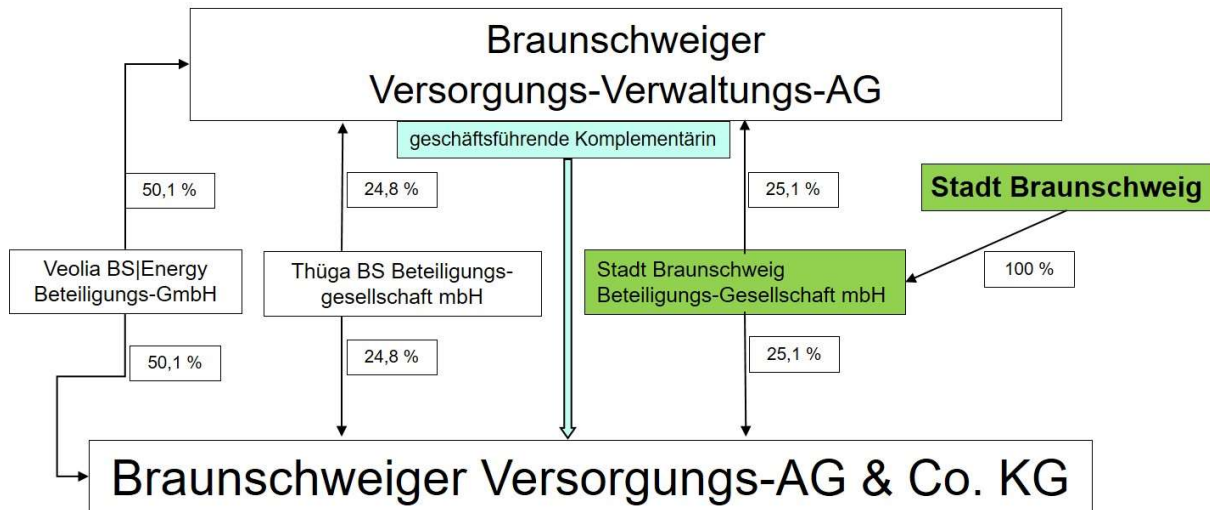 Braunschweiger
Versorgungs-Verwaltungs-AG
geschäftsführende Komplementärin
50,1 %
24,8 %
25,1 %
Stadt Braunschweig
Veolia BS|Energy
Beteiligungs-GmbH
Thüga BS Beteiligungs-
gesellschaft mbH
Stadt Braunschweig
Beteiligungs-Gesellschaft mbH
100 %
50,1 %
24,8 %
25,1 %
Braunschweiger Versorgungs-AG & Co. KG